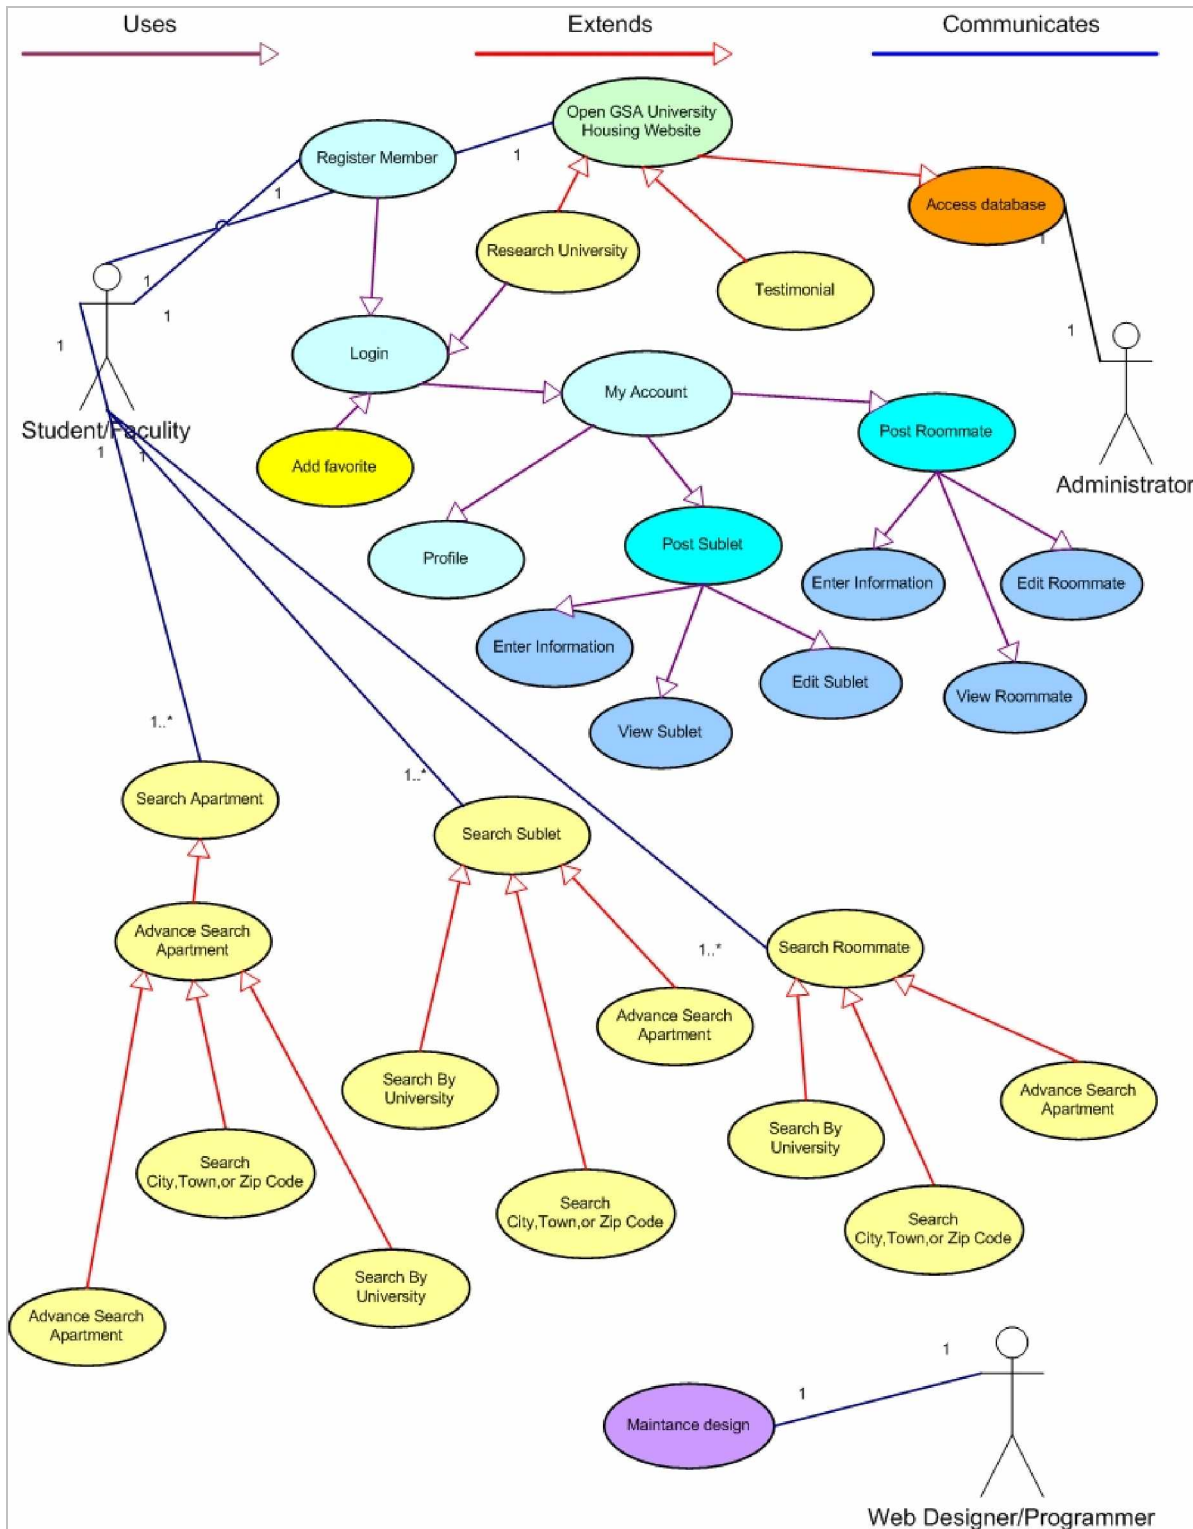 Uses
Extends
Communicates
Open GSA University
Housing Website
Register Member
1
1
Access database
Research University
1
Testimonial
1
1
1
1
Login
My Account
Student/Faculity
Post Roommate
1
1
Add favorite
Administrator
Post Sublet
Profile
Enter Information
Edit Roommate
Enter Information
Edit Sublet
View Roommate
View Sublet
1..*
1..*
Search Apartment
Search Sublet
Advance Search
Apartment
1..*
Search Roommate
Advance Search
Apartment
Search By
University
Advance Search
Apartment
Search By
University
Search
City,Town,or Zip Code
Search
City,Town,or Zip Code
Search
City,Town,or Zip Code
Search By
University
Advance Search
Apartment
1
1
Maintance design
Web Designer/Programmer